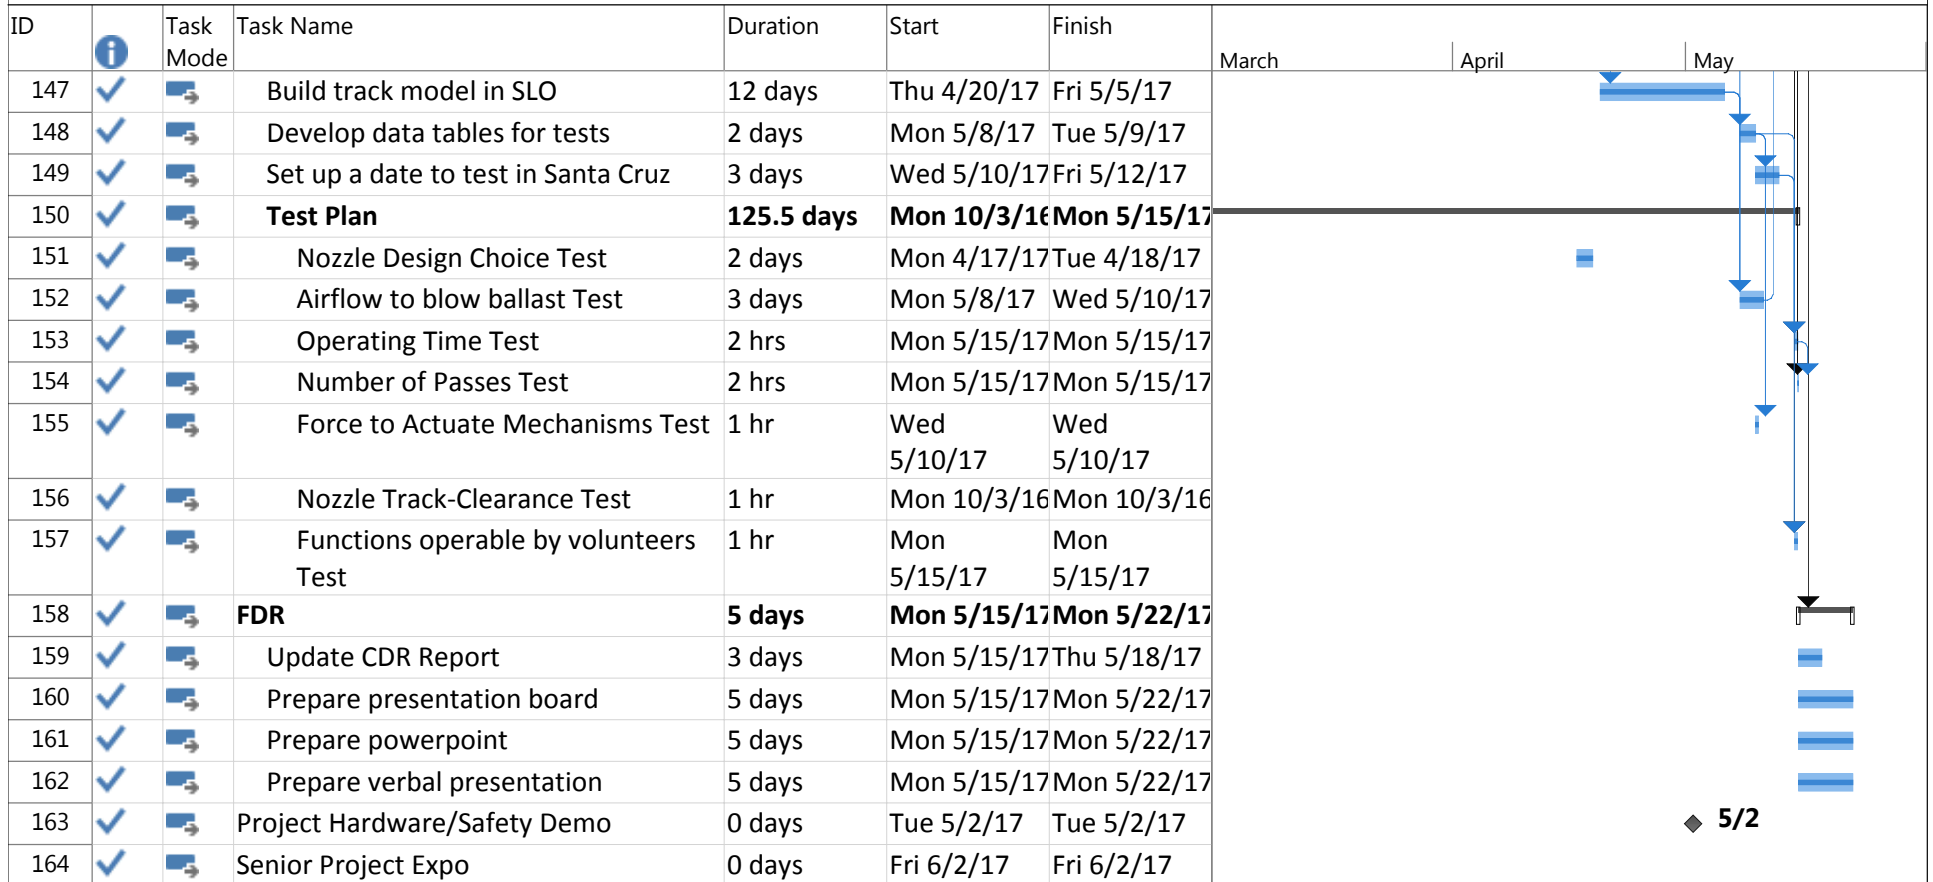 ID Task Mode Task Name Duration Start Finish March April May
147 Build track model in SLO 12 days Thu 4/20/17 Fri 5/5/17
148 Develop data tables for tests 2 days Mon 5/8/17 Tue 5/9/17
149 Set up a date to test in Santa Cruz 3 days Wed 5/10/17 Fri 5/12/17
150 Test Plan 125.5 days Mon 10/3/16 Mon 5/15/17
151 Nozzle Design Choice Test 2 days Mon 4/17/17 Tue 4/18/17
152 Airflow to blow ballast Test 3 days Mon 5/8/17 Wed 5/10/17
153 Operating Time Test 2 hrs Mon 5/15/17 Mon 5/15/17
154 Number of Passes Test 2 hrs Mon 5/15/17 Mon 5/15/17
155 Force to Actuate Mechanisms Test 1 hr Wed 5/10/17 Wed 5/10/17
156 Nozzle Track-Clearance Test 1 hr Mon 10/3/16 Mon 10/3/16
157 Functions operable by volunteers Test 1 hr Mon 5/15/17 Mon 5/15/17
158 FDR 5 days Mon 5/15/17 Mon 5/22/17
159 Update CDR Report 3 days Mon 5/15/17 Thu 5/18/17
160 Prepare presentation board 5 days Mon 5/15/17 Mon 5/22/17
161 Prepare powerpoint 5 days Mon 5/15/17 Mon 5/22/17
162 Prepare verbal presentation 5 days Mon 5/15/17 Mon 5/22/17
163 Project Hardware/Safety Demo 0 days Tue 5/2/17 Tue 5/2/17 5/2
164 Senior Project Expo 0 days Fri 6/2/17 Fri 6/2/17